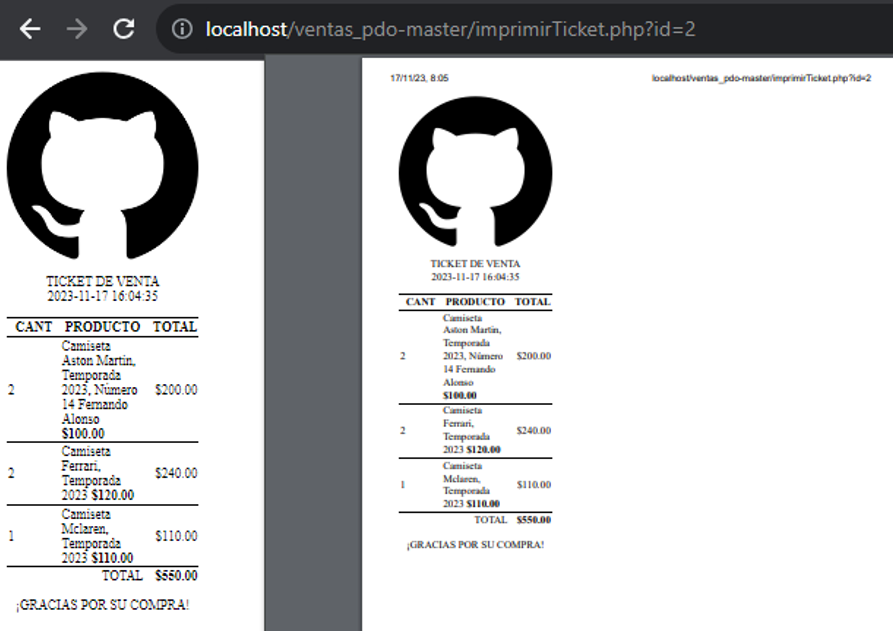 localhost/ventas_pdo-master/imprimirTicket.php?id=2
TICKET DE VENTA
2023-11-17 16:04:35
CANT PRODUCTO TOTAL
Camiseta
Aston Martin,
Temporada
2 2023, Número $200.00
14 Fernando
Alonso
$100.00
Camiseta
Ferrari,
2 Temporada $240.00
2023 $120.00
Camiseta
Mclaren,
1 Temporada $110.00
2023 $110.00
TOTAL $550.00
¡GRACIAS POR SU COMPRA!
17/11/23, 8:05
localhost/ventas_pdo-master/imprimirTicket.php?id=2
TICKET DE VENTA
2023-11-17 16:04:35
CANT PRODUCTO TOTAL
Camiseta
Aston Martin,
Temporada
2 2023, Número $200.00
14 Fernando
Alonso
$100.00
Camiseta
Ferrari,
2 Temporada $240.00
2023 $120.00
Camiseta
Mclaren,
1 Temporada $110.00
2023 $110.00
TOTAL $550.00
¡GRACIAS POR SU COMPRA!